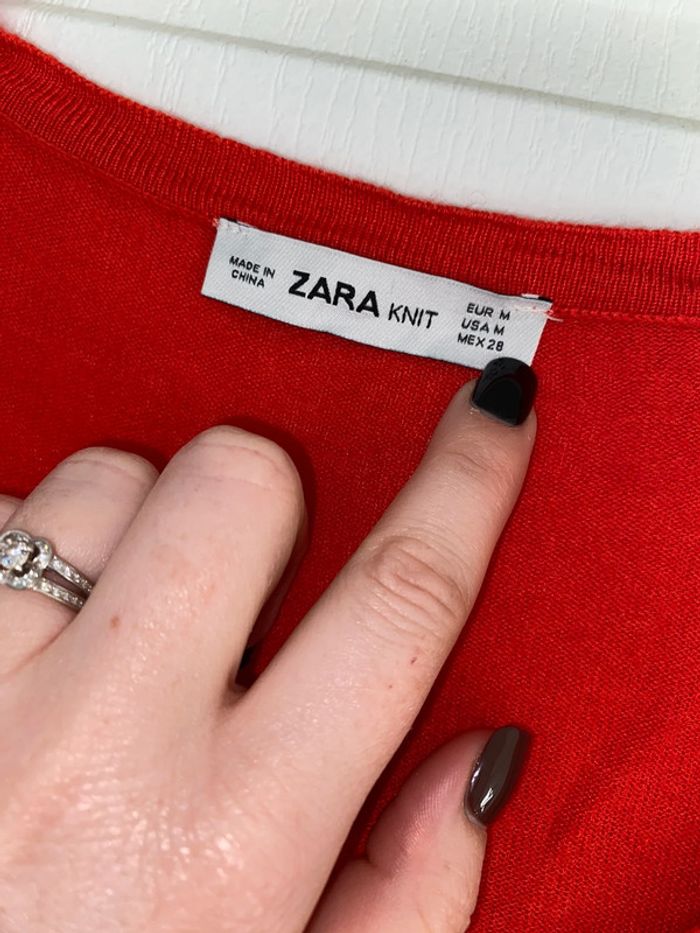 MADE IN
CHINA
ZARA KNIT
EUR M
USA M
MEX 28